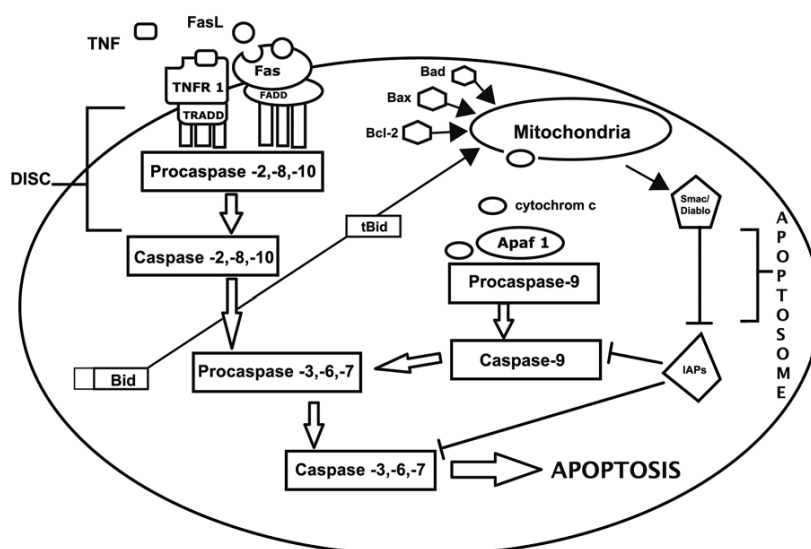 FasL
TNF
TNFR 1
Fas
FADD
TRADD
DISC
Procaspase -2,-8,-10
Caspase -2,-8,-10
Bad
Bax
Bcl-2
Mitochondria
tBid
cytochrom c
Apaf 1
Procaspase-9
Caspase-9
Smac/
Diablo
IAPs
APOPTOSOME
Bid
Procaspase -3,-6,-7
Caspase -3,-6,-7
APOPTOSIS